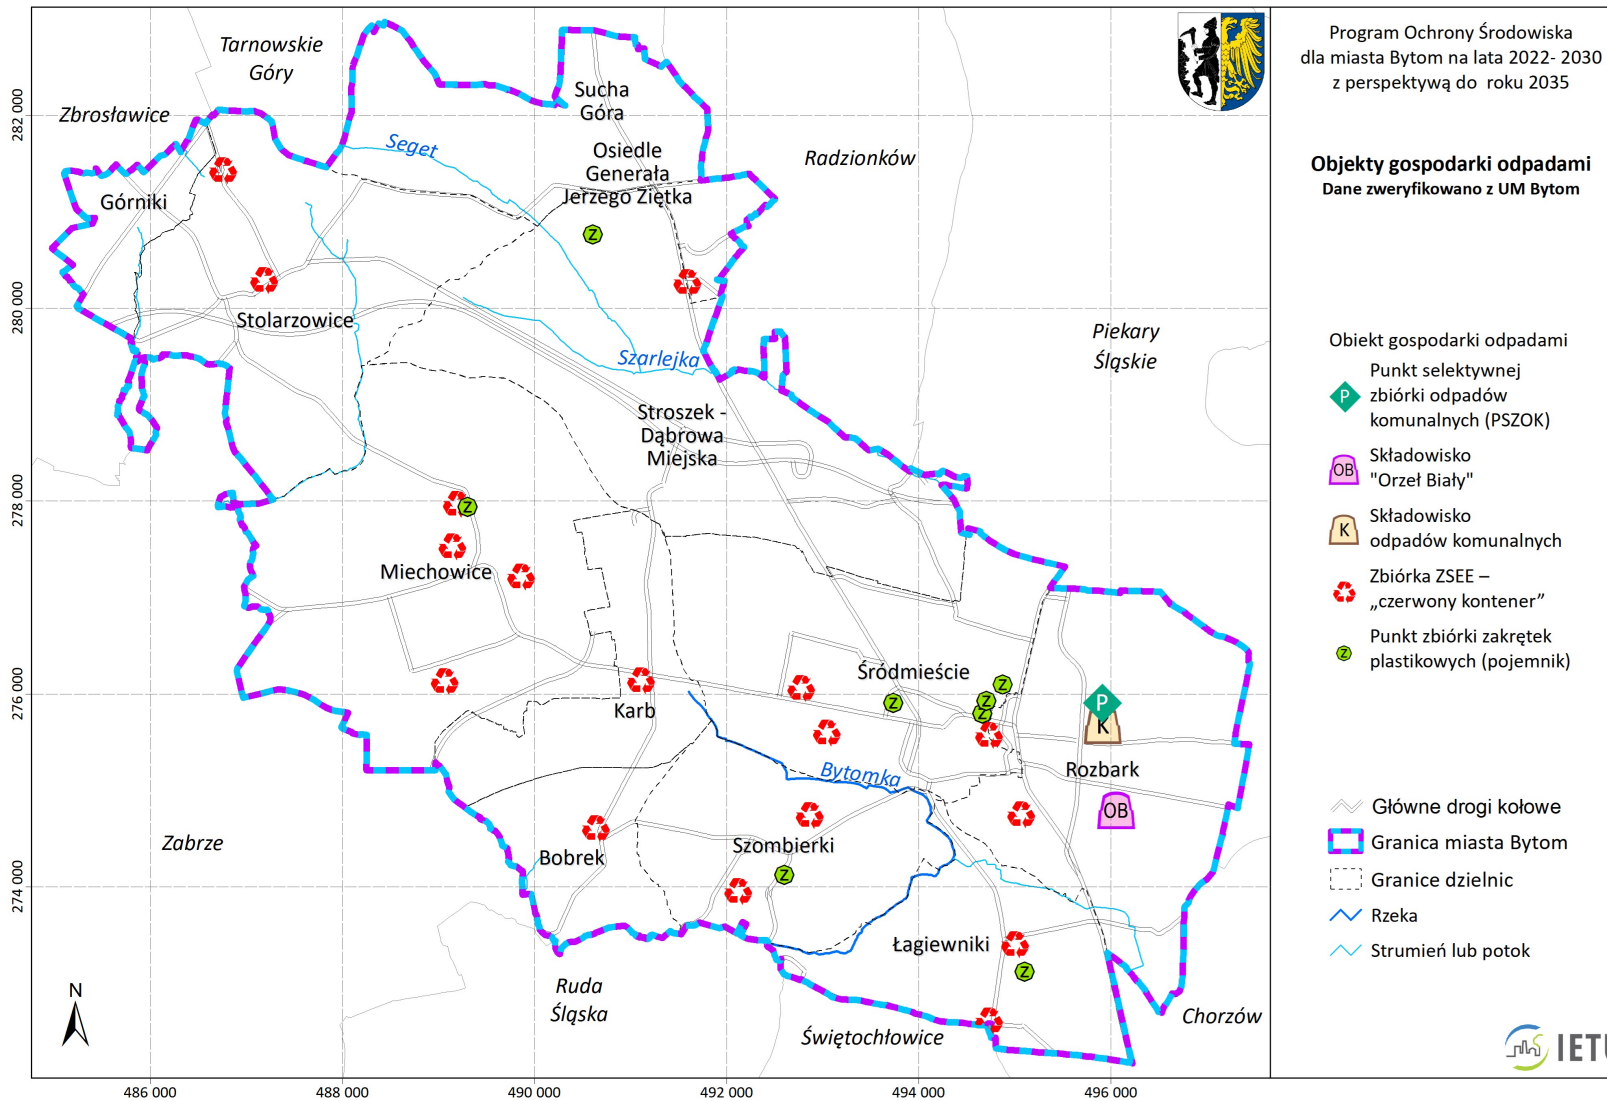 Program Ochrony Środowiska
dla miasta Bytom na lata 2022- 2030
z perspektywą do roku 2035
Objekty gospodarki odpadami
Dane zweryfikowano z UM Bytom
Obiekt gospodarki odpadami
P
Punkt selektywnej
zbiórki odpadów
komunalnych (PSZOK)
OB
Składowisko
"Orzeł Biały"
K
Składowisko
odpadów komunalnych
Zbiórka ZSEE –
„czerwony kontener”
Z
Punkt zbiórki zakrętek
plastikowych (pojemnik)
Główne drogi kołowe
Granica miasta Bytom
Granice dzielnic
Rzeka
Strumień lub potok
Tarnowskie
Góry
Zbrosławice
Seget
Sucha
Góra
Osiedle
Generała
Jerzego Ziętka
Radzionków
Górniki
Z
Stolarzowice
Szarlejka
Piekary
Śląskie
Stroszek -
Dąbrowa
Miejska
Z
Miechowice
Śródmieście
Z
Z
Z
Z
P
K
Karb
Bytomka
Rozbark
OB
Zabrze
Bobrek
Szombierki
Z
Łagiewniki
Z
Ruda
Śląska
Świętochłowice
Chorzów
N
232 000
280 000
278 000
276 000
274 000
486 000
488 000
490 000
492 000
494 000
496 000